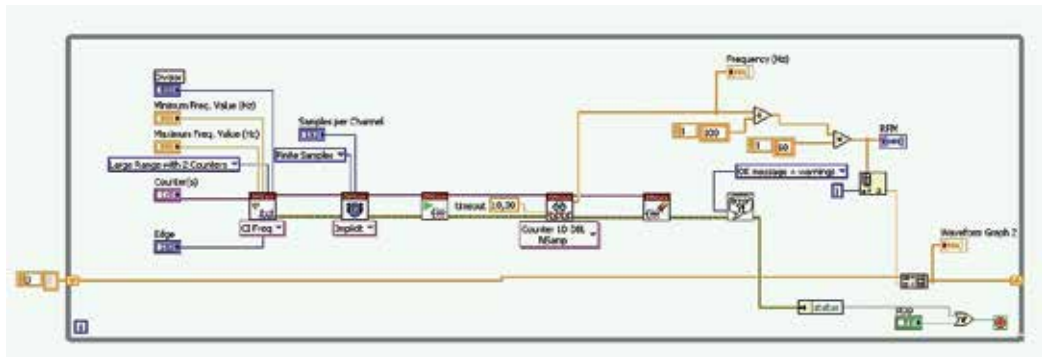 Frequency (Hz)
Divisor
Minimum Freq. Value (Hz)
Samples per Channel
100
RPM
Maximum Freq. Value (Hz)
60
Finite Samples
Large Range with 2 Counters
OK message + warnings
Counter(s)
timeout
10,00
CI Freq
Implicit
Counter 1D DBL
NSamp
Edge
Waveform Graph 2
status
i